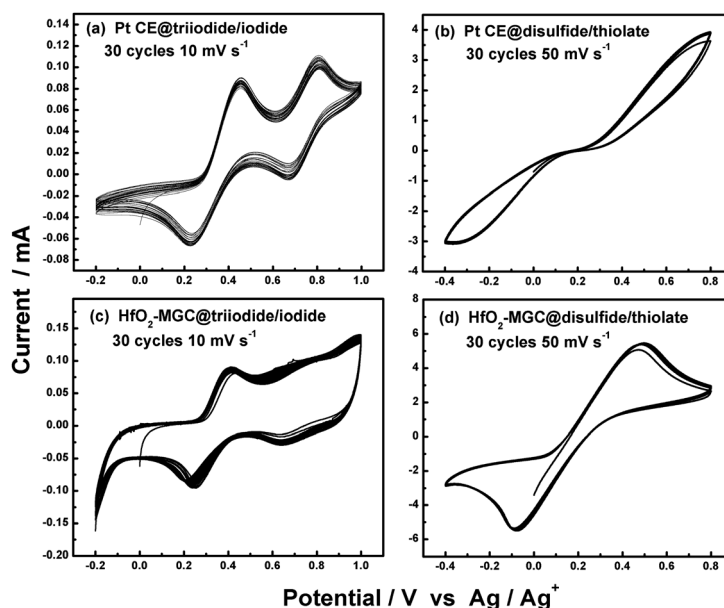 (a) Pt CE@triiodide/iodide
30 cycles 10 mV s⁻¹
0.14
0.12
0.10
0.08
0.06
0.04
0.02
0.00
-0.02
-0.04
-0.06
-0.08
-0.2 0.0 0.2 0.4 0.6 0.8 1.0
(b) Pt CE@disulfide/thiolate
30 cycles 50 mV s⁻¹
4
3
2
1
0
-1
-2
-3
-4
-0.4 -0.2 0.0 0.2 0.4 0.6 0.8
(c) HfO₂-MGC@triiodide/iodide
30 cycles 10 mV s⁻¹
0.15
0.10
0.05
0.00
-0.05
-0.10
-0.15
-0.20
-0.2 0.0 0.2 0.4 0.6 0.8 1.0
(d) HfO₂-MGC@disulfide/thiolate
30 cycles 50 mV s⁻¹
8
6
4
2
0
-2
-4
-6
-0.4 -0.2 0.0 0.2 0.4 0.6 0.8
Current / mA
Potential / V vs Ag / Ag⁺